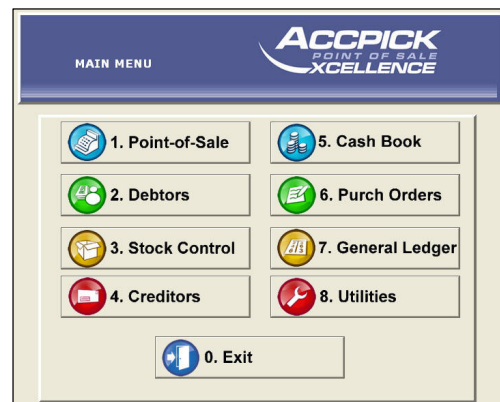 MAIN MENU
ACCPICK
POINT OF SALE
XCELLENCE
1. Point-of-Sale
2. Debtors
3. Stock Control
4. Creditors
5. Cash Book
6. Purch Orders
7. General Ledger
8. Utilities
0. Exit